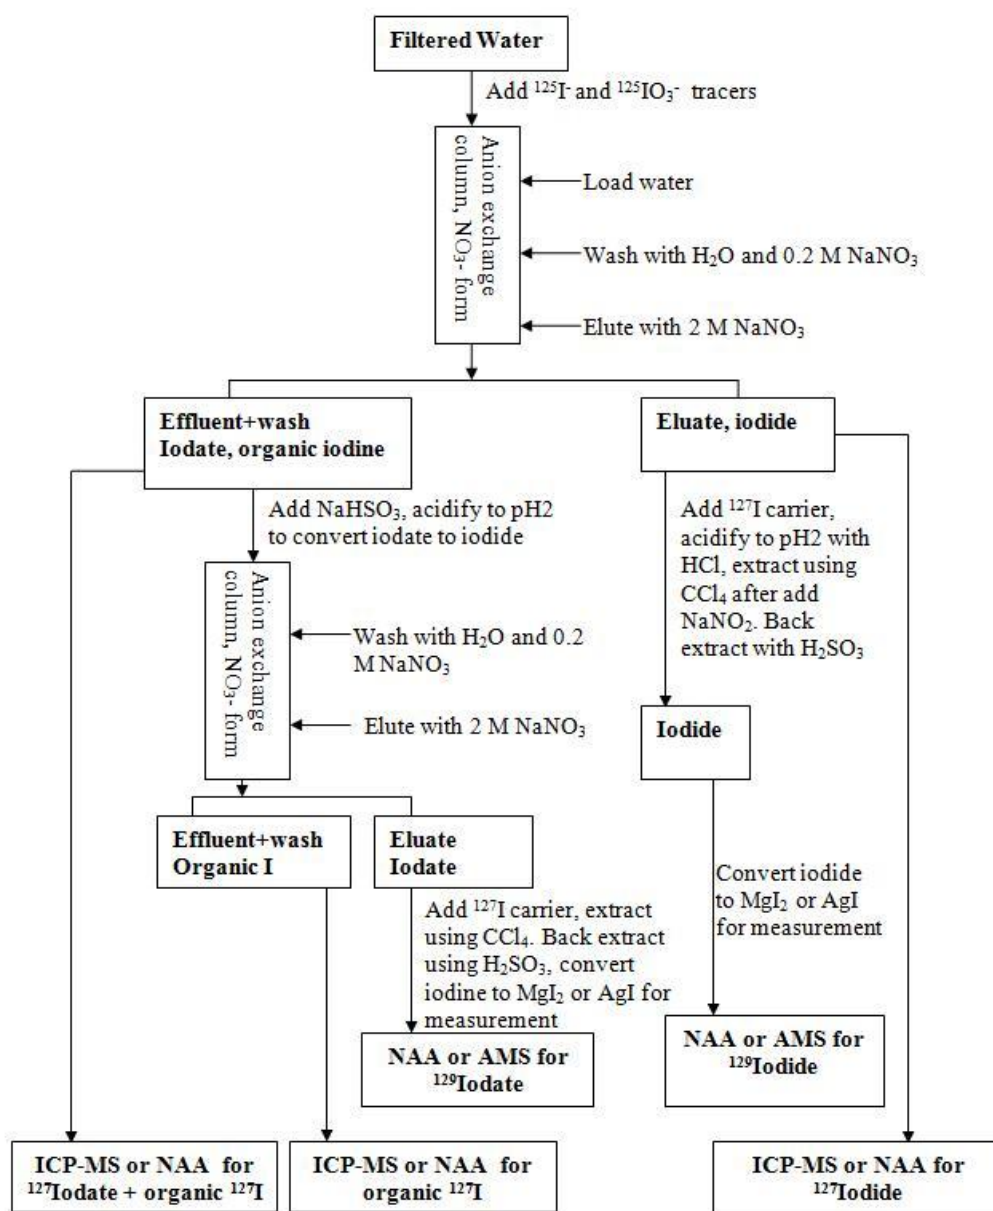 Filtered Water
Add ¹²⁵I⁻ and ¹²⁵IO₃⁻ tracers
Anion exchange
column, NO₃- form
Load water
Wash with H₂O and 0.2 M NaNO₃
Elute with 2 M NaNO₃
Effluent+wash
Iodate, organic iodine
Eluate, iodide
Add NaHSO₃, acidify to pH2
to convert iodate to iodide
Add ¹²⁷I carrier,
acidify to pH2 with
HCl, extract using
CCl₄ after add
NaNO₂. Back
extract with H₂SO₃
Anion exchange
column, NO₃- form
Wash with H₂O and 0.2
M NaNO₃
Elute with 2 M NaNO₃
Iodide
Effluent+wash
Organic I
Eluate
Iodate
Convert iodide
to MgI₂ or AgI
for measurement
Add ¹²⁷I carrier, extract
using CCl₄. Back extract
using H₂SO₃, convert
iodine to MgI₂ or AgI for
measurement
NAA or AMS for
¹²⁹Iodate
NAA or AMS for
¹²⁹Iodide
ICP-MS or NAA for
¹²⁷Iodate + organic ¹²⁷I
ICP-MS or NAA for
organic ¹²⁷I
ICP-MS or NAA for
¹²⁷Iodide